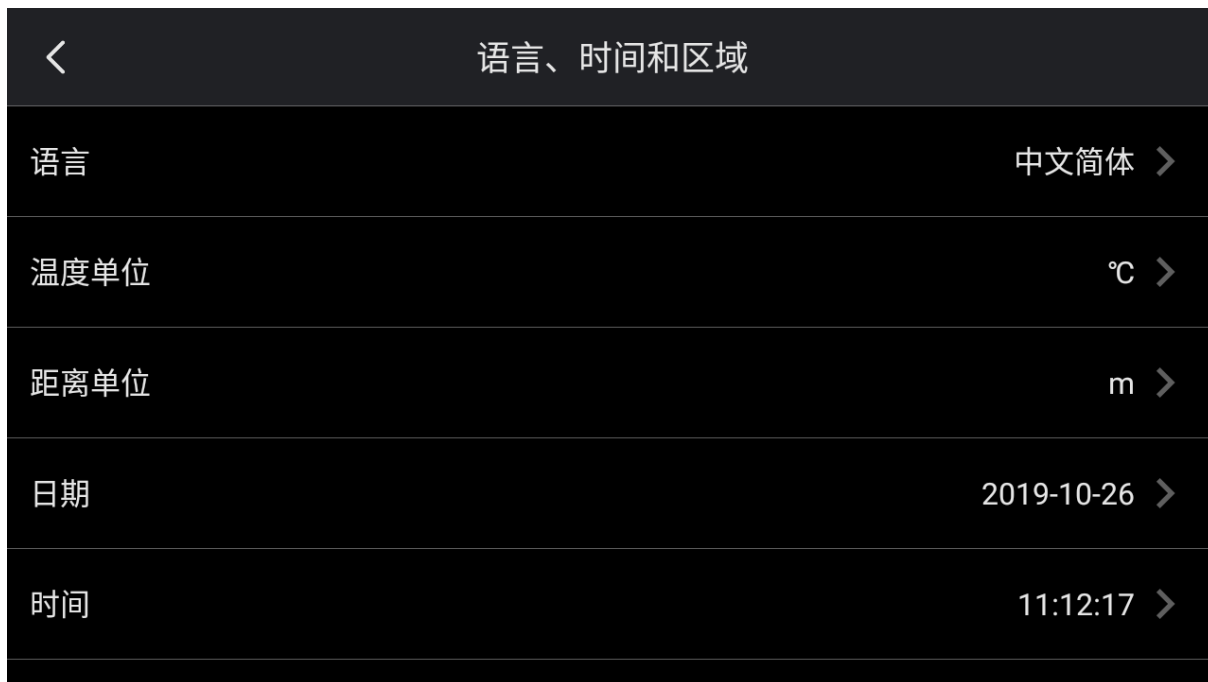 语言、时间和区域
语言 中文简体
温度单位 ℃
距离单位 m
日期 2019-10-26
时间 11:12:17